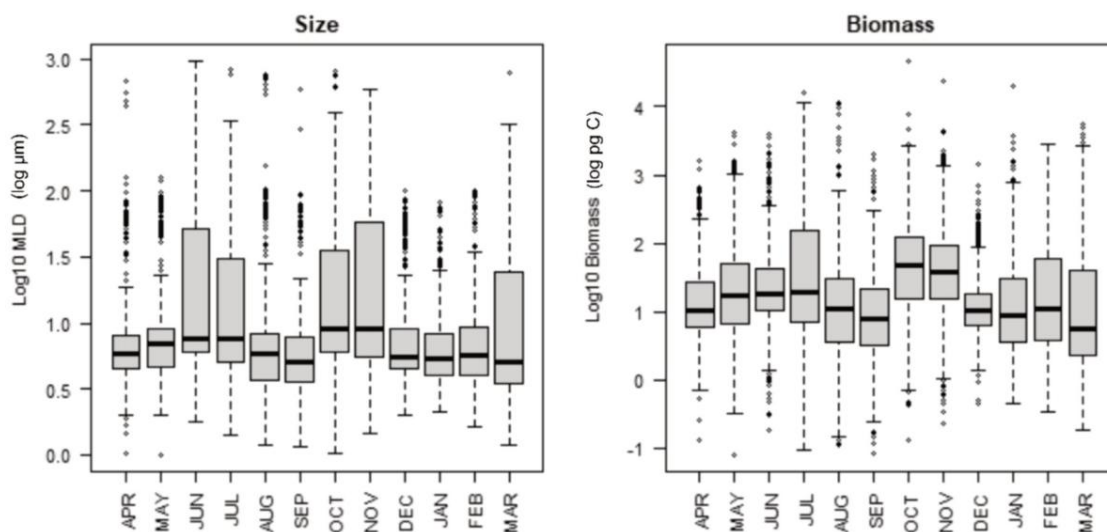 Size
Log10 MLD (log µm)
3.0
2.5
2.0
1.5
1.0
0.5
0.0
APR
MAY
JUN
JUL
AUG
SEP
OCT
NOV
DEC
JAN
FEB
MAR
Biomass
Log10 Biomass (log pg C)
4
3
2
1
0
-1
APR
MAY
JUN
JUL
AUG
SEP
OCT
NOV
DEC
JAN
FEB
MAR